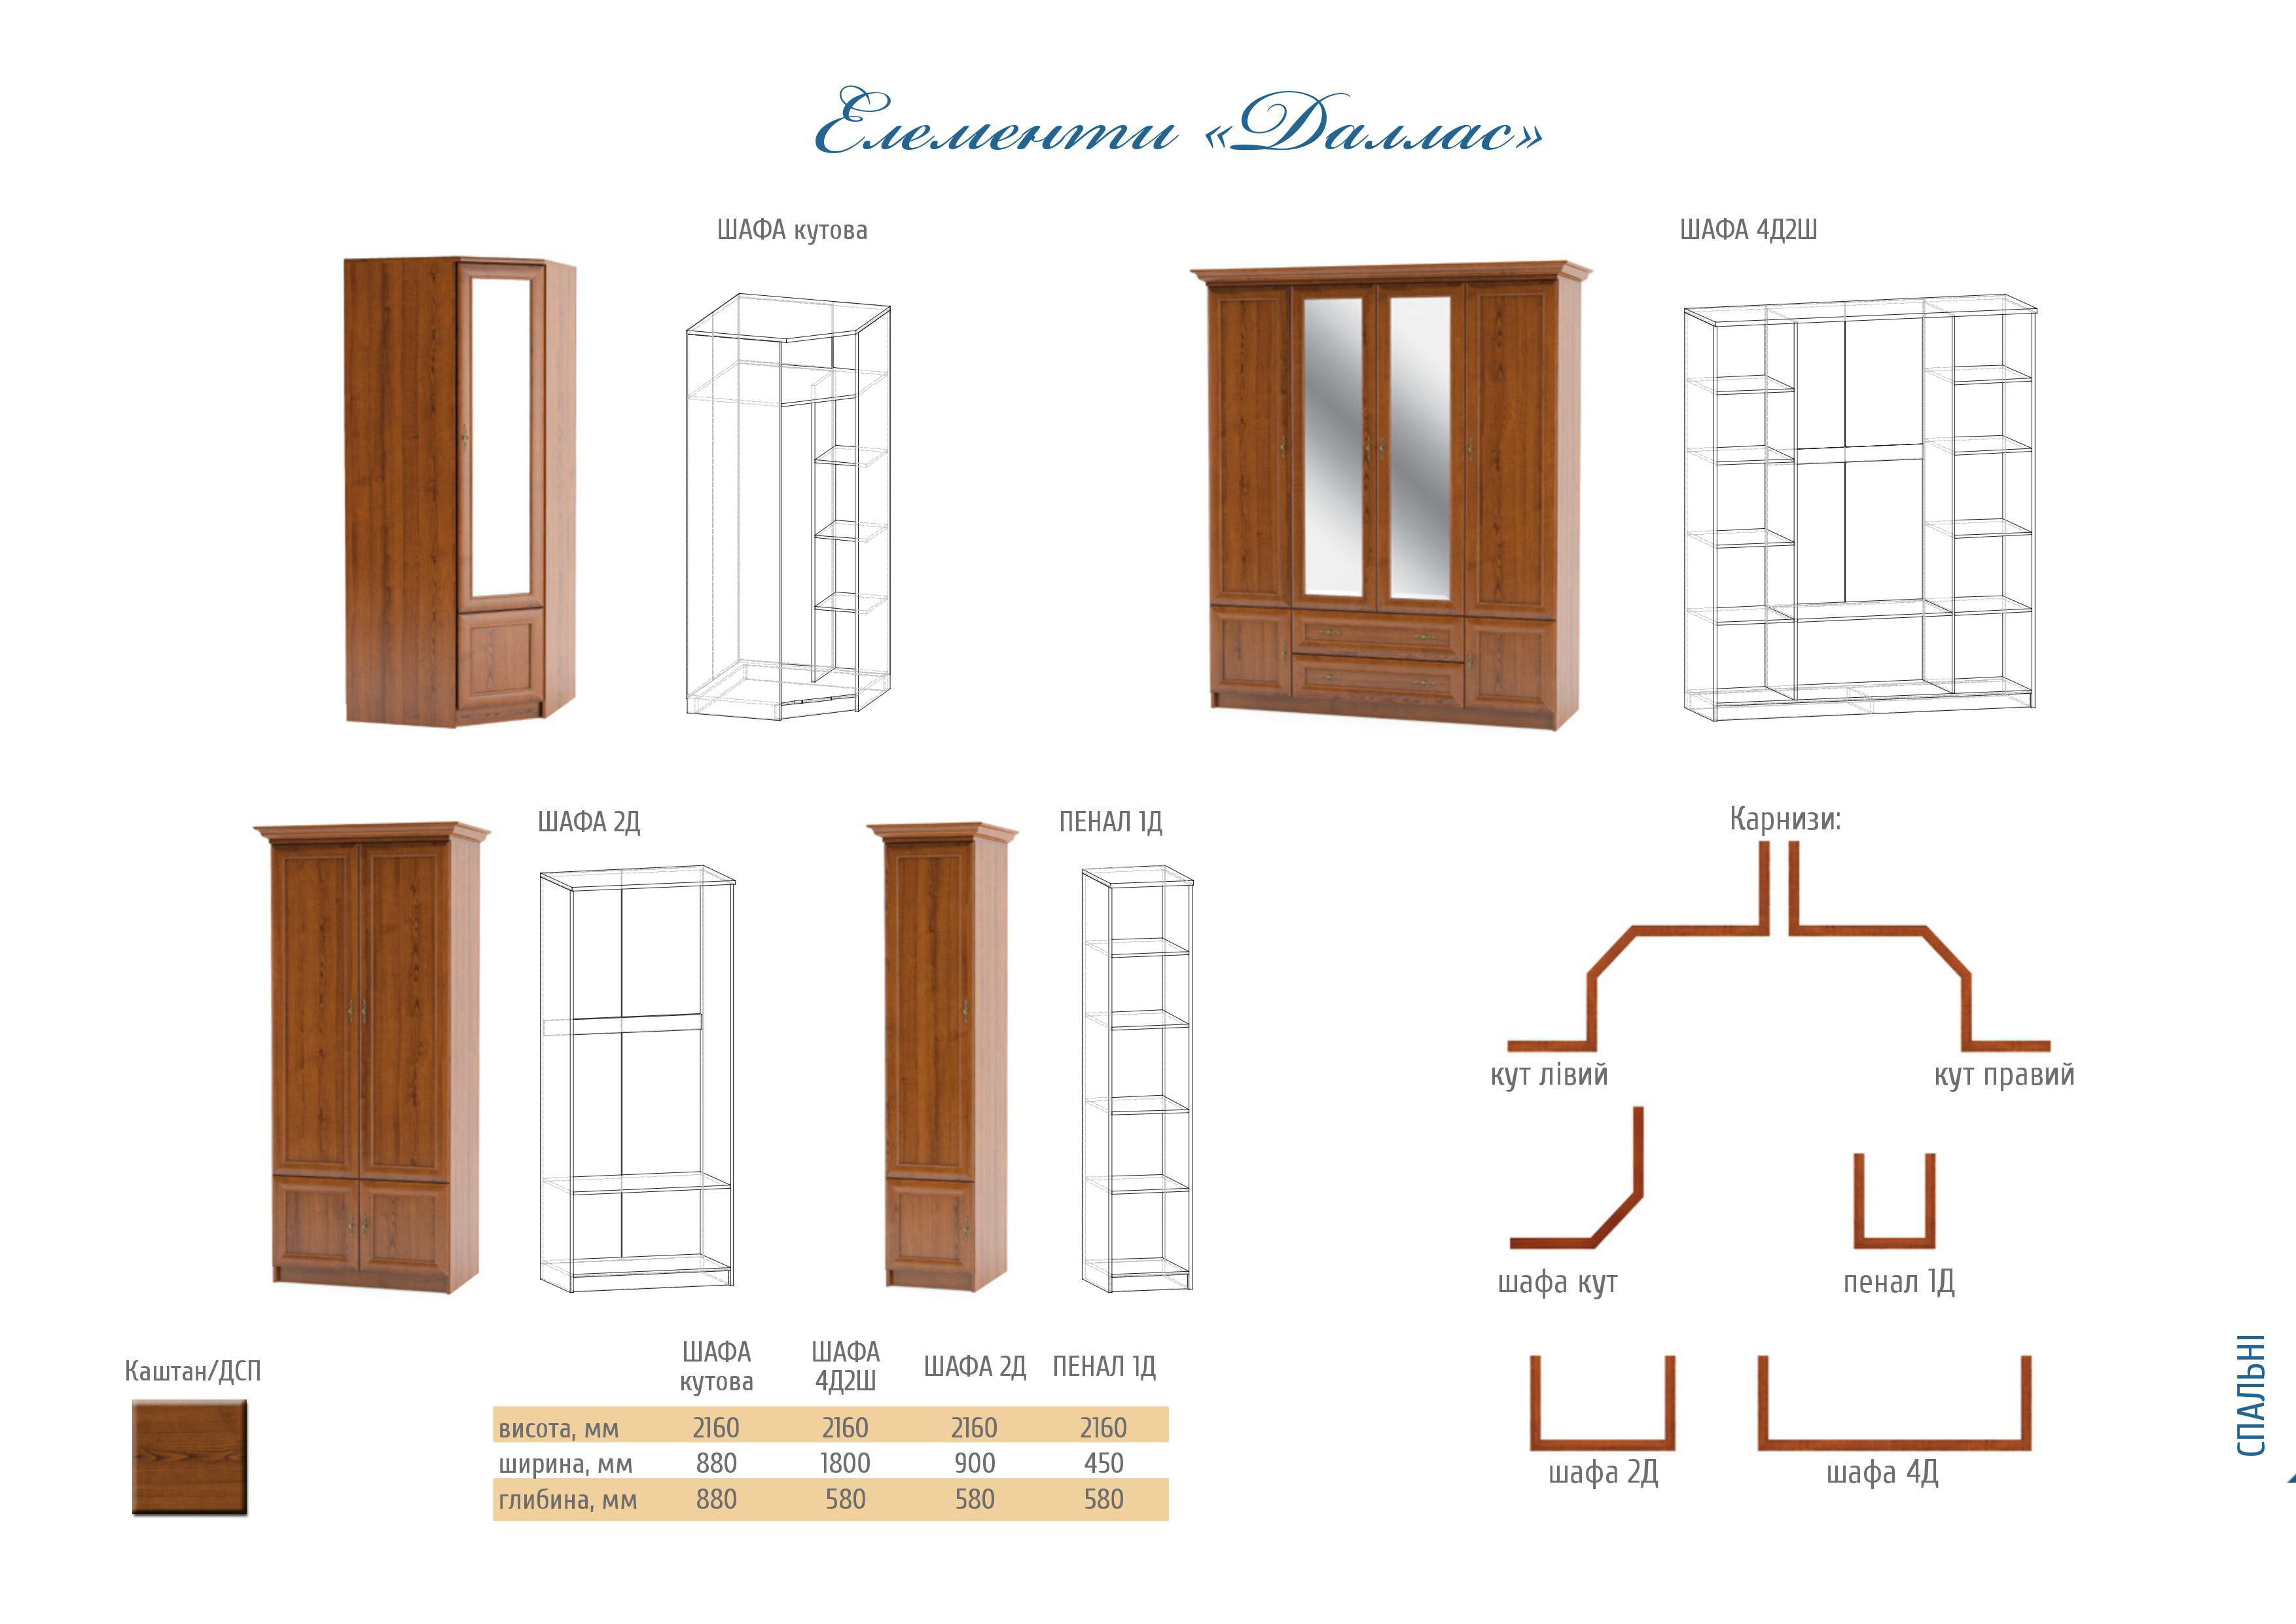 Елементи «Даллас»
ШАФА кутова
ШАФА 4Д2Ш
ШАФА 2Д
ПЕНАЛ 1Д
Карнизи:
кут лівий
кут правий
шафа кут
пенал 1Д
шафа 2Д
шафа 4Д
Каштан/ДСП
ШАФА кутова ШАФА 4Д2Ш ШАФА 2Д ПЕНАЛ 1Д
висота, мм 2160 2160 2160 2160
ширина, мм 880 1800 900 450
глибина, мм 880 580 580 580
СПАЛЬНІ